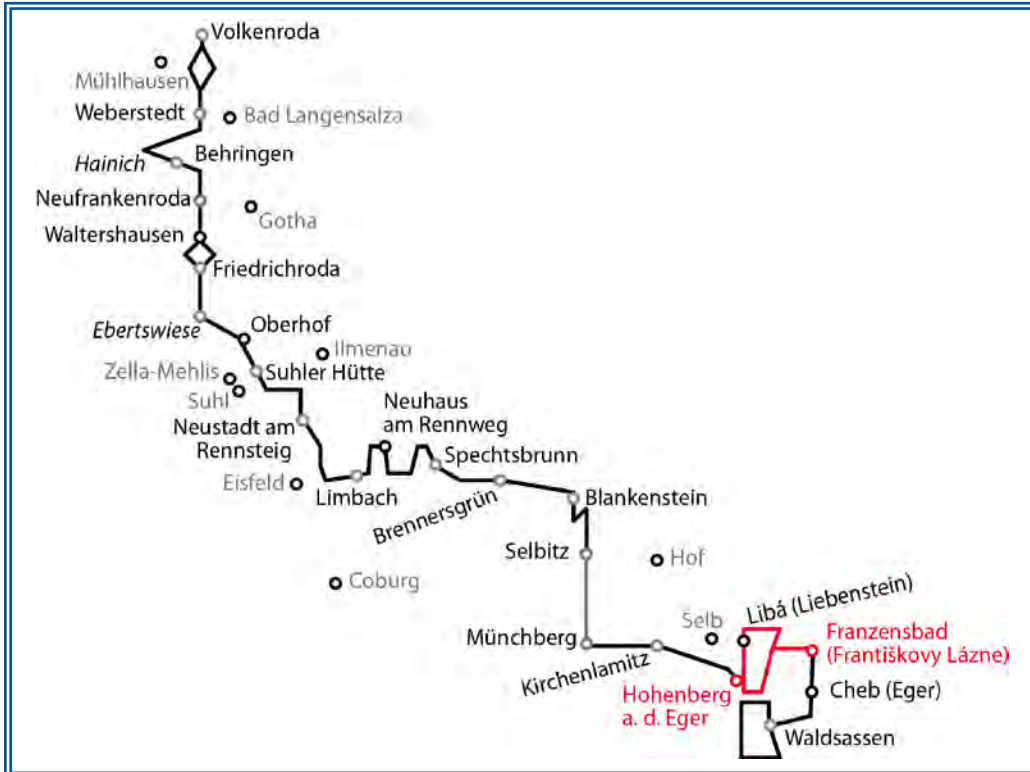 Volkenroda
Mühlhausen
Weberstedt
Bad Langensalza
Hainich
Behringen
Neufrankenroda
Gotha
Waltershausen
Friedrichroda
Ebertswiese
Oberhof
Ilmenau
Zella-Mehlis
Suhler Hütte
Suhl
Neuhaus
am Rennweg
Neustadt am
Rennsteig
Spechtsbrunn
Eisfeld
Limbach
Brennersgrün
Blankenstein
Selbitz
Hof
Coburg
Selb
Libá (Liebenstein)
Münchberg
Kirchenlamitz
Franzensbad
(Františkovy Lázne)
Hohenberg
a. d. Eger
Cheb (Eger)
Waldsassen